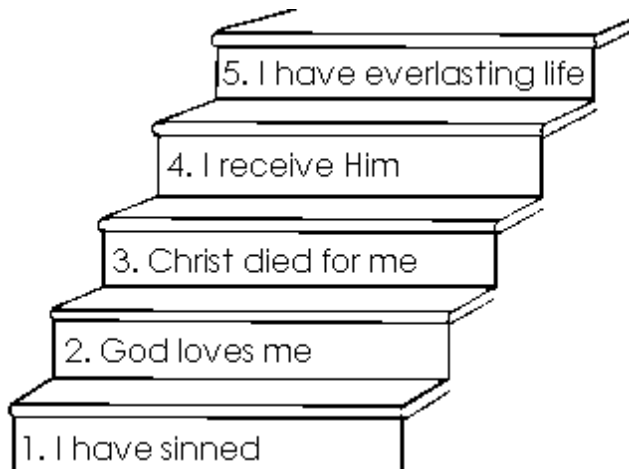 5. I have everlasting life
4. I receive Him
3. Christ died for me
2. God loves me
1. I have sinned